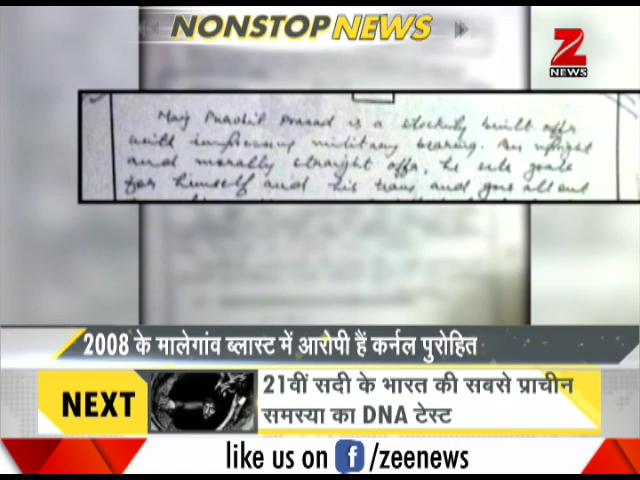 NONSTOP NEWS
Z
NEWS
Maj Purohit Prasad is a stockily built offr
with impressive military bearing. An upright
and morally straight offr, he sets goals
for himself and his team and goes all out
2008 के मालेगांव ब्लास्ट में आरोपी हैं कर्नल पुरोहित
NEXT
21वीं सदी के भारत की सबसे प्राचीन
समस्या का DNA टेस्ट
like us on f/zeenews